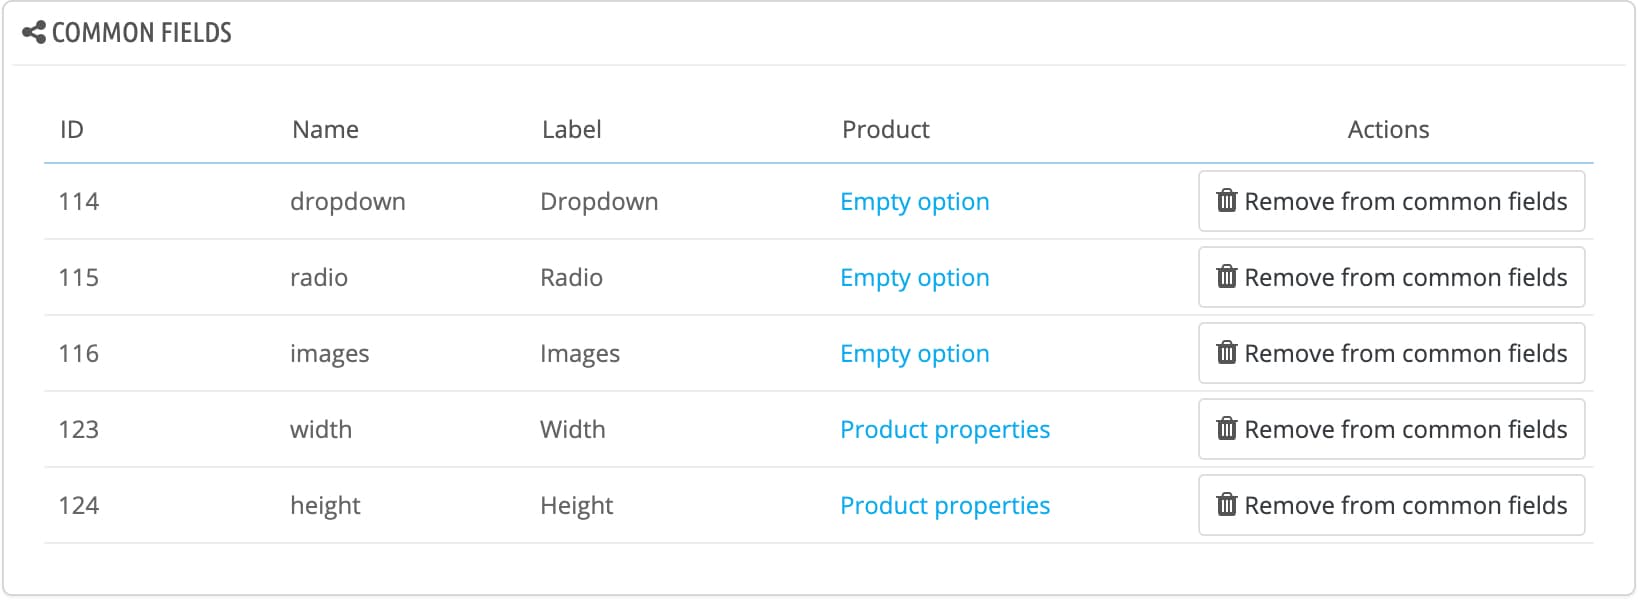 COMMON FIELDS
ID Name Label Product Actions
114 dropdown Dropdown Empty option Remove from common fields
115 radio Radio Empty option Remove from common fields
116 images Images Empty option Remove from common fields
123 width Width Product properties Remove from common fields
124 height Height Product properties Remove from common fields